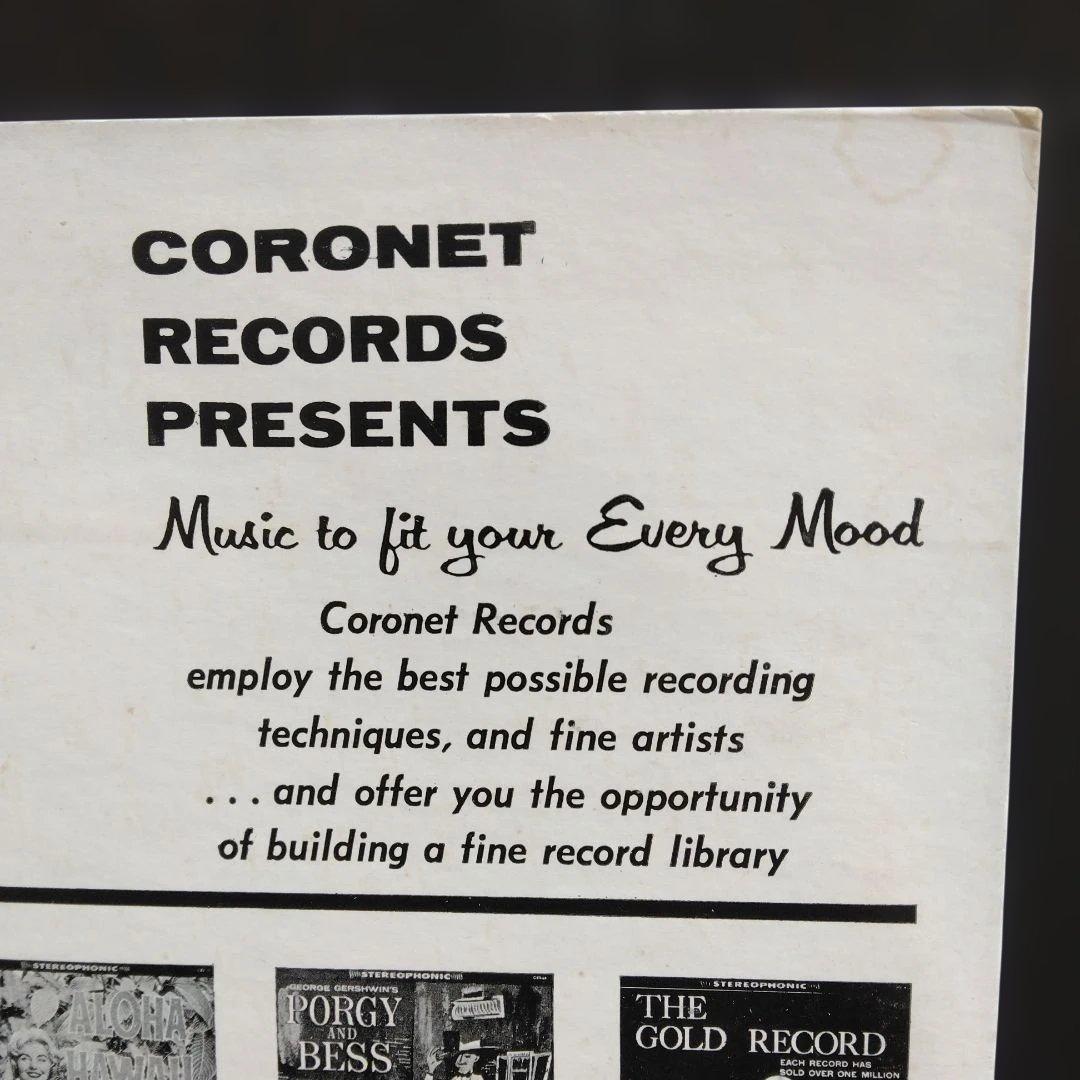 CORONET
RECORDS
PRESENTS
Music to fit your Every Mood
Coronet Records
employ the best possible recording
techniques, and fine artists
...and offer you the opportunity
of building a fine record library
STEREOPHONIC
ALOHA
HAWAII
STEREOPHONIC
GEORGE GERSHWIN'S
PORGY
AND
BESS
STEREOPHONIC
THE
GOLD RECORD
EACH RECORD HAS
SOLD OVER ONE MILLION